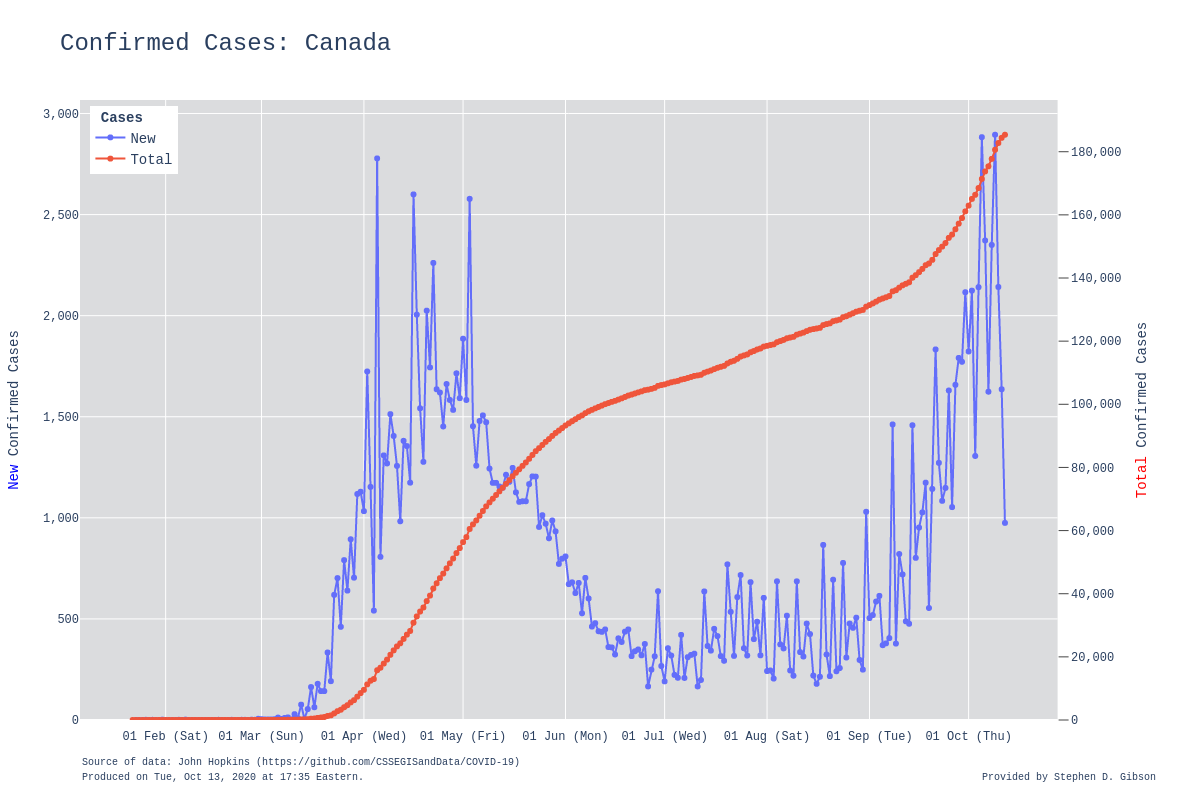 Confirmed Cases: Canada
Cases
New
Total
3,000
2,500
2,000
1,500
1,000
500
0
180,000
160,000
140,000
120,000
100,000
80,000
60,000
40,000
20,000
0
New Confirmed Cases
Total Confirmed Cases
01 Feb (Sat) 01 Mar (Sun) 01 Apr (Wed) 01 May (Fri) 01 Jun (Mon) 01 Jul (Wed) 01 Aug (Sat) 01 Sep (Tue) 01 Oct (Thu)
Source of data: John Hopkins (https://github.com/CSSEGISandData/COVID-19)
Produced on Tue, Oct 13, 2020 at 17:35 Eastern.
Provided by Stephen D. Gibson